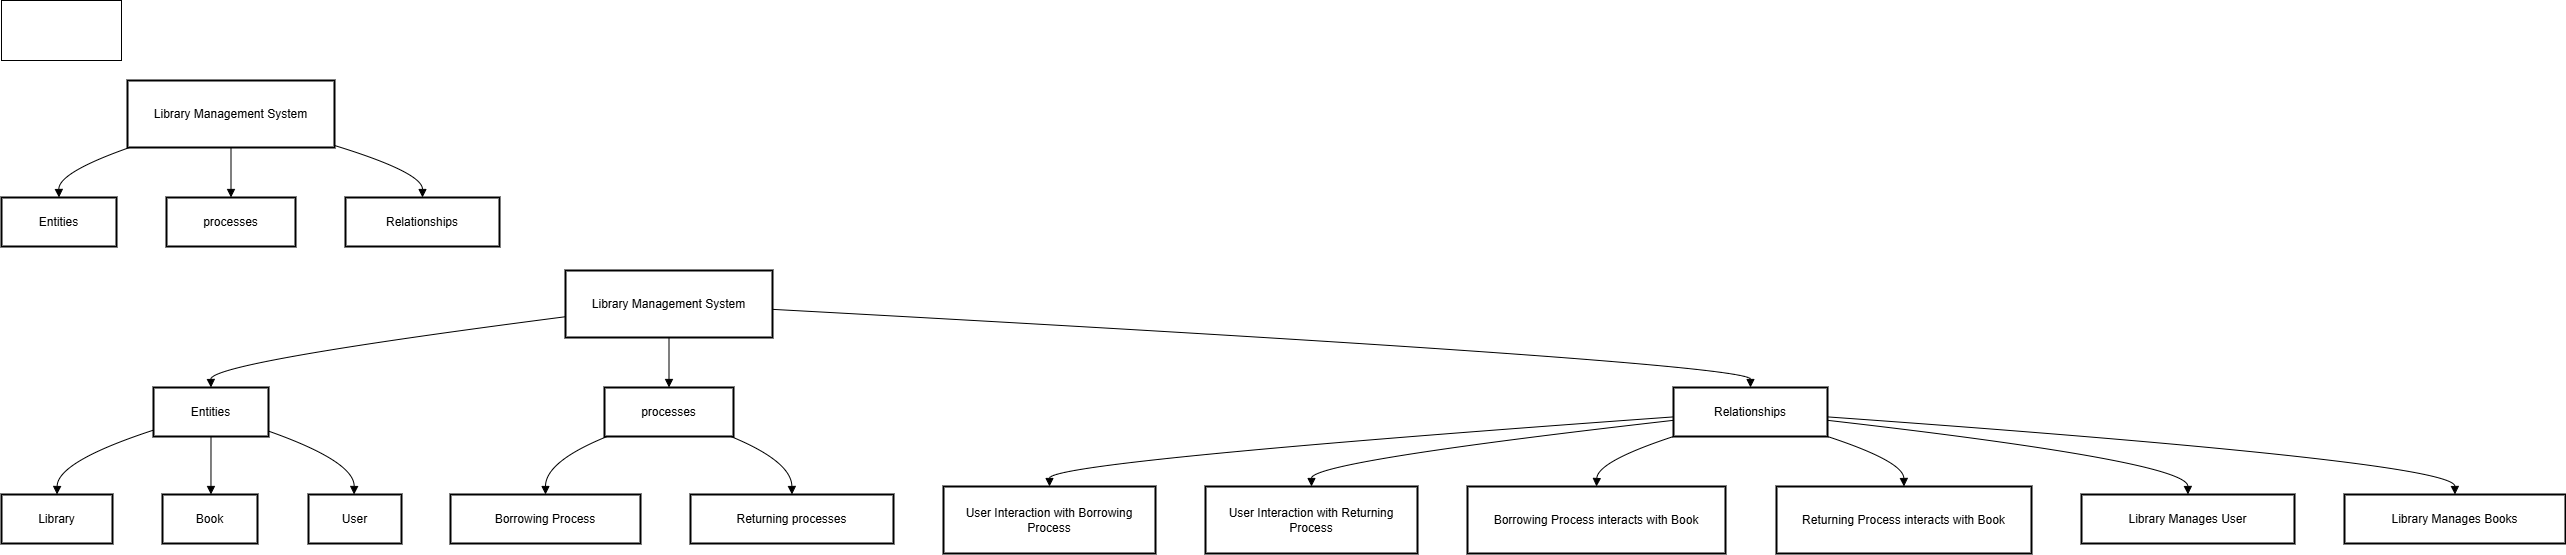 Library Management System
Entities
processes
Relationships
Library Management System
Entities
processes
Relationships
Library
Book
User
Borrowing Process
Returning processes
User Interaction with Borrowing
Process
User Interaction with Returning
Process
Borrowing Process interacts with Book
Returning Process interacts with Book
Library Manages User
Library Manages Books